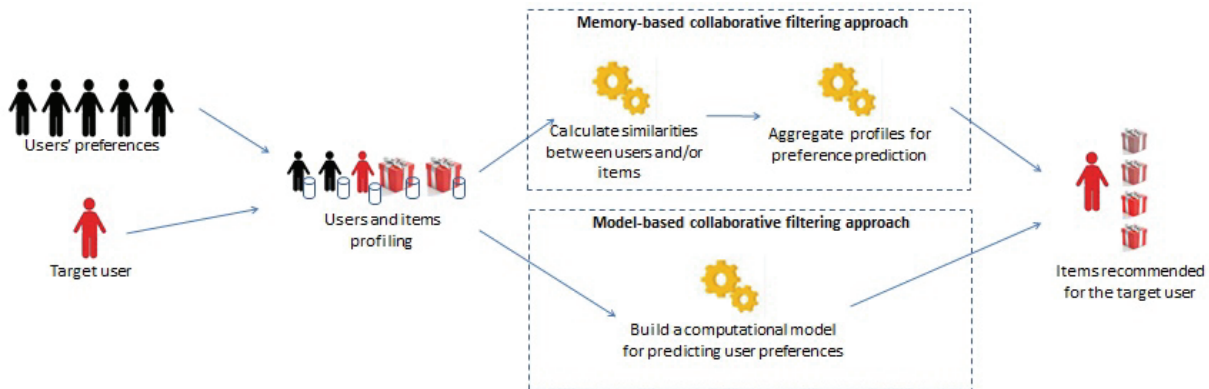 Users' preferences
Target user
Users and items
profiling
Memory-based collaborative filtering approach
Calculate similarities
between users and/or
items
Aggregate profiles for
preference prediction
Model-based collaborative filtering approach
Build a computational model
for predicting user preferences
Items recommended
for the target user